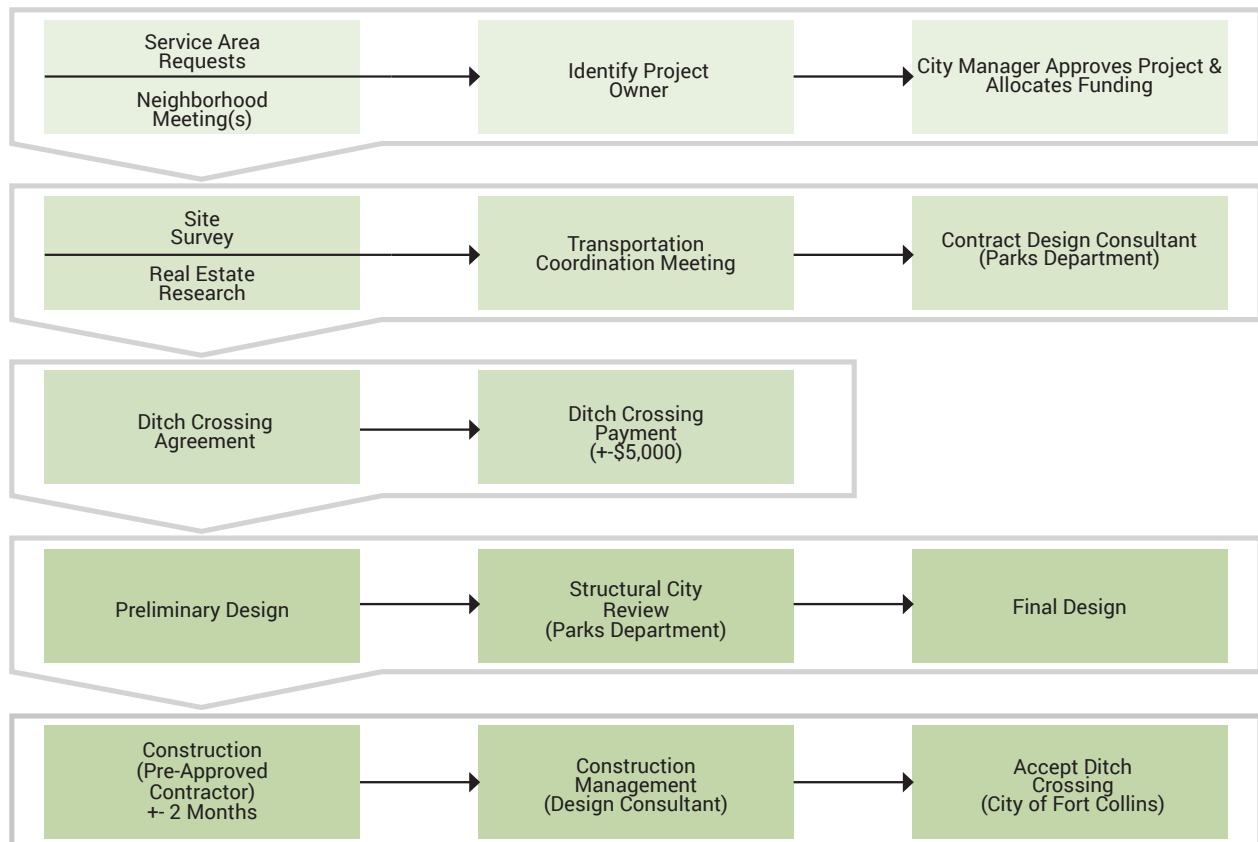 Service Area
Requests
Neighborhood
Meeting(s)
Identify Project
Owner
City Manager Approves Project &
Allocates Funding
Site
Survey
Real Estate
Research
Transportation
Coordination Meeting
Contract Design Consultant
(Parks Department)
Ditch Crossing
Agreement
Ditch Crossing
Payment
(+-$5,000)
Preliminary Design
Structural City
Review
(Parks Department)
Final Design
Construction
(Pre-Approved
Contractor)
+- 2 Months
Construction
Management
(Design Consultant)
Accept Ditch
Crossing
(City of Fort Collins)